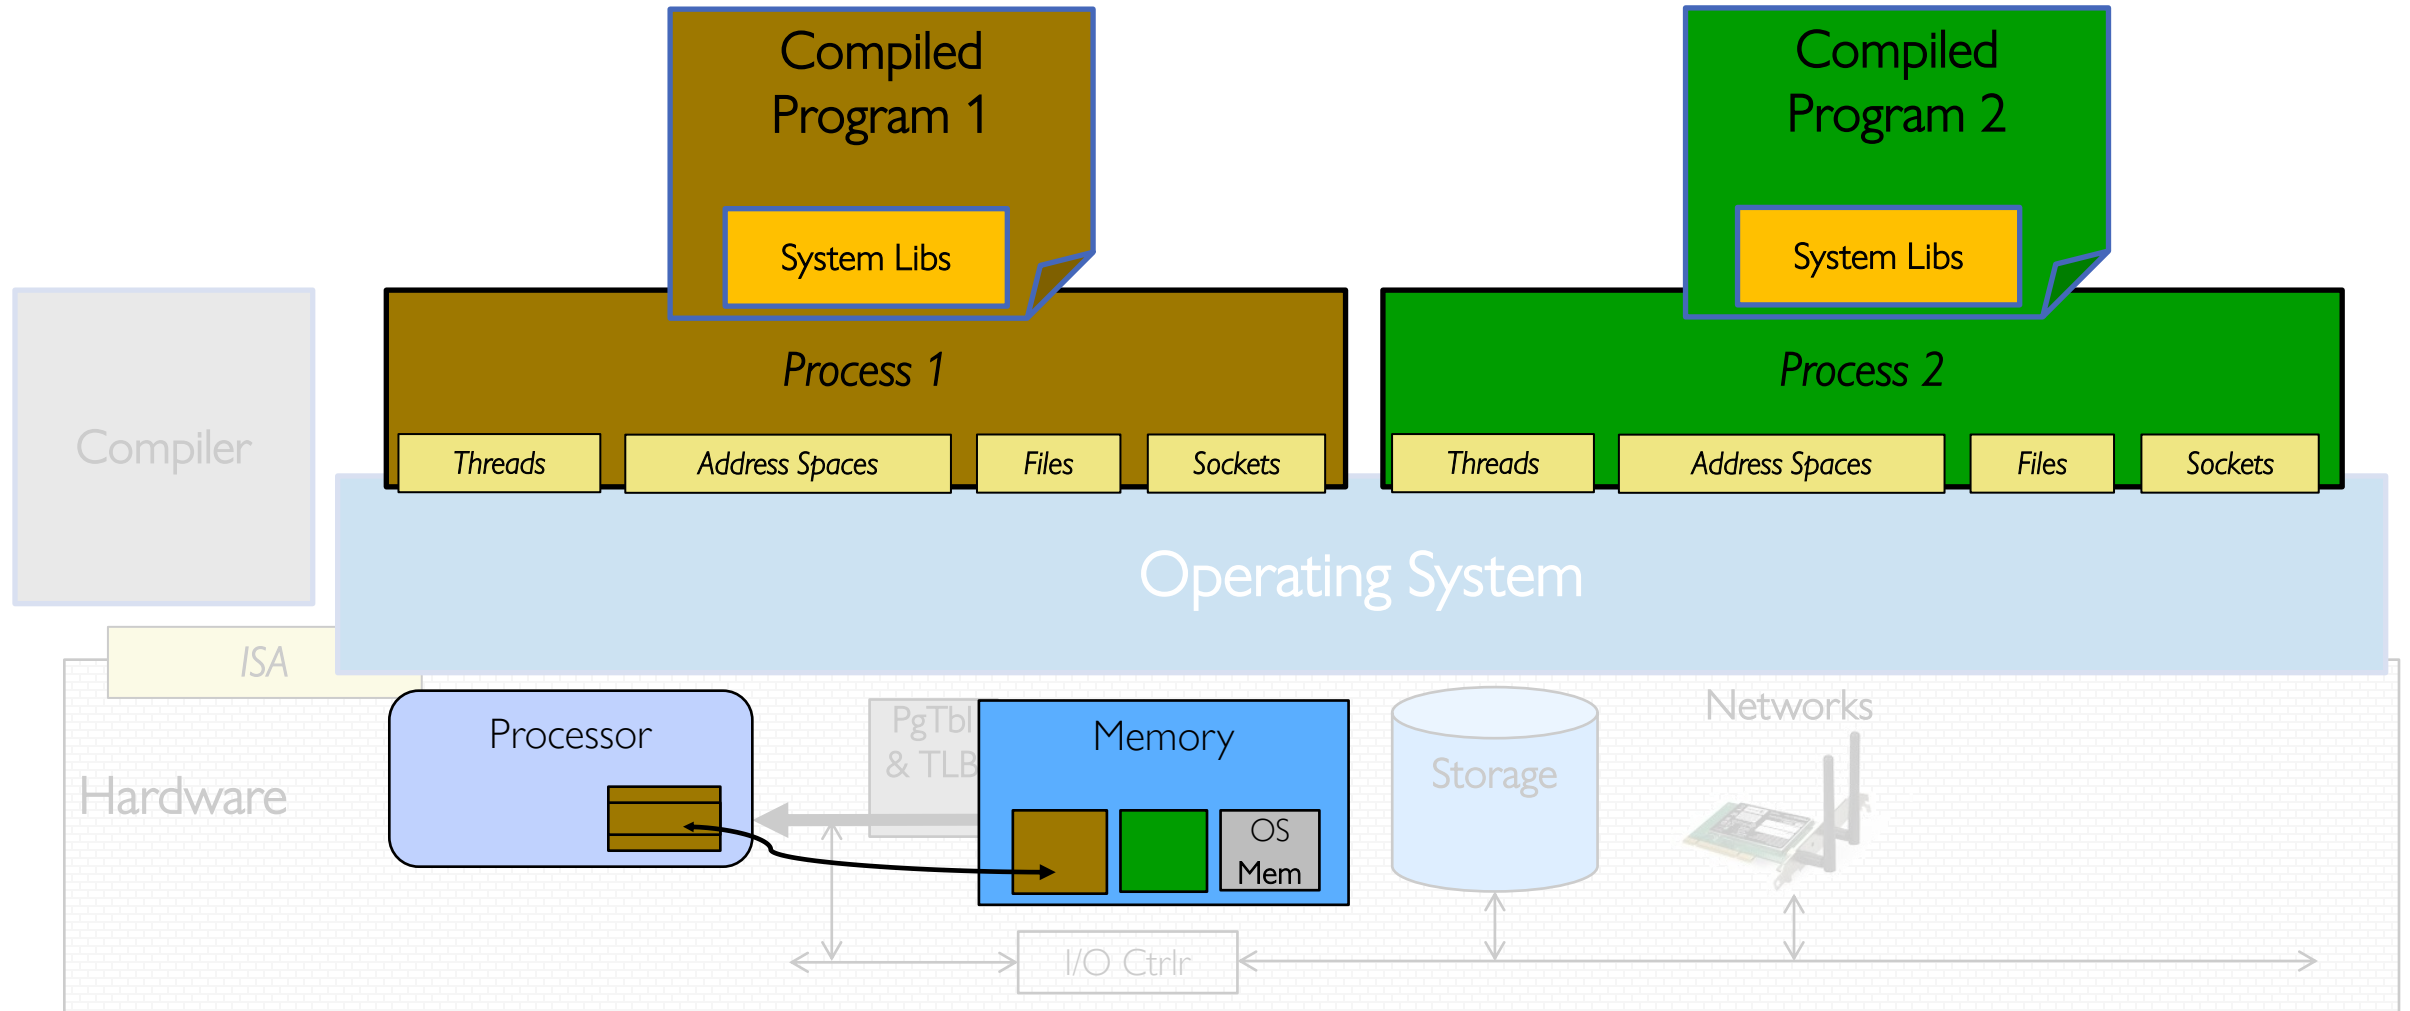 Compiled
Program 1
System Libs
Compiled
Program 2
System Libs
Compiler
Process 1
Threads
Address Spaces
Files
Sockets
Process 2
Threads
Address Spaces
Files
Sockets
Operating System
ISA
Hardware
Processor
PgTbl
& TLB
Memory
OS
Mem
Storage
Networks
I/O Ctrlr